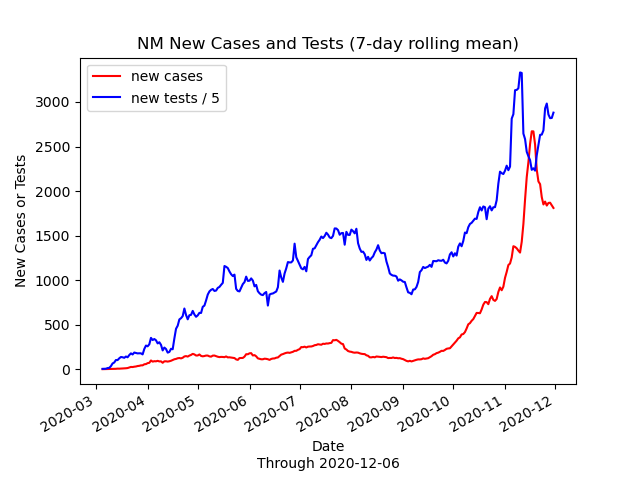 NM New Cases and Tests (7-day rolling mean)
new cases
new tests / 5
New Cases or Tests
3000
2500
2000
1500
1000
500
0
2020-03
2020-04
2020-05
2020-06
2020-07
2020-08
2020-09
2020-10
2020-11
2020-12
Date
Through 2020-12-06